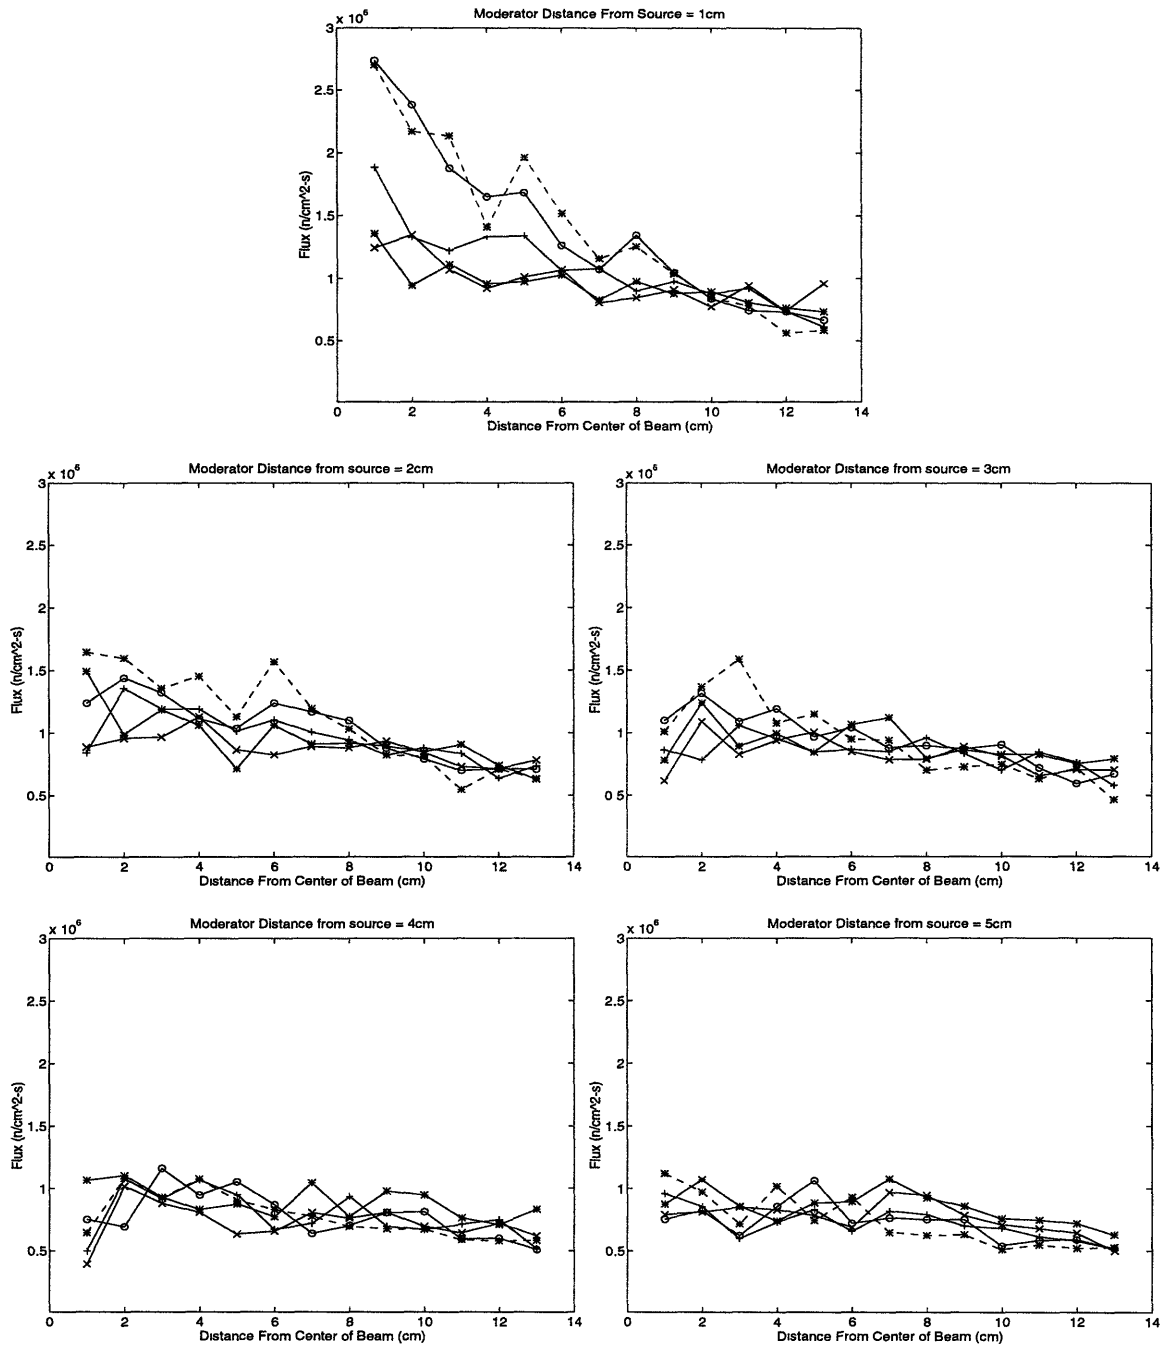 Moderator Distance From Source = 1cm
x 10^6
3
2.5
2
1.5
1
0.5
Flux (n/cm^2-s)
0 2 4 6 8 10 12 14
Distance From Center of Beam (cm)
Moderator Distance from source = 2cm
x 10^6
3
2.5
2
1.5
1
0.5
Flux (n/cm^2-s)
0 2 4 6 8 10 12 14
Distance From Center of Beam (cm)
Moderator Distance from source = 3cm
x 10^6
3
2.5
2
1.5
1
0 5
Flux (n/cm^2-s)
0 2 4 6 8 10 12 14
Distance From Center of Beam (cm)
Moderator Distance from source = 4cm
x 10^6
3
2.5
2
1.5
1
0.5
Flux (n/cm^2-s)
0 2 4 6 8 10 12 14
Distance From Center of Beam (cm)
Moderator Distance from source = 5cm
x 10^6
3
2.5
2
1.5
1
0.5
Flux (n/cm^2-s)
0 2 4 6 8 10 12 14
Distance From Center of Beam (cm)